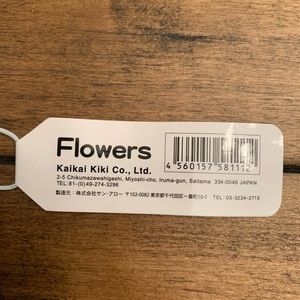 Flowers
4 560157 581112
Kaikai Kiki Co., Ltd.
2-5 Chikumazawahigashi, Miyoshi-cho, Iruma-gun, Saitama 354-0046 JAPAN
TEL:81-(0)49-274-3296
製造元:株式会社サン・アロー 〒102-0082 東京都千代田区一番町10-7 TEL:03-3234-3715